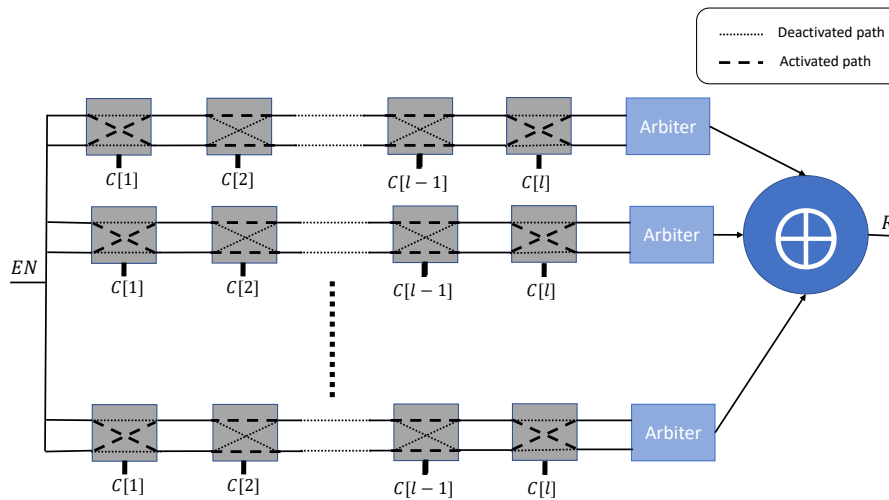 Deactivated path
Activated path
Arbiter
C[1] C[2] C[l − 1] C[l]
Arbiter
R
EN
C[1] C[2] C[l − 1] C[l]
Arbiter
C[1] C[2] C[l − 1] C[l]